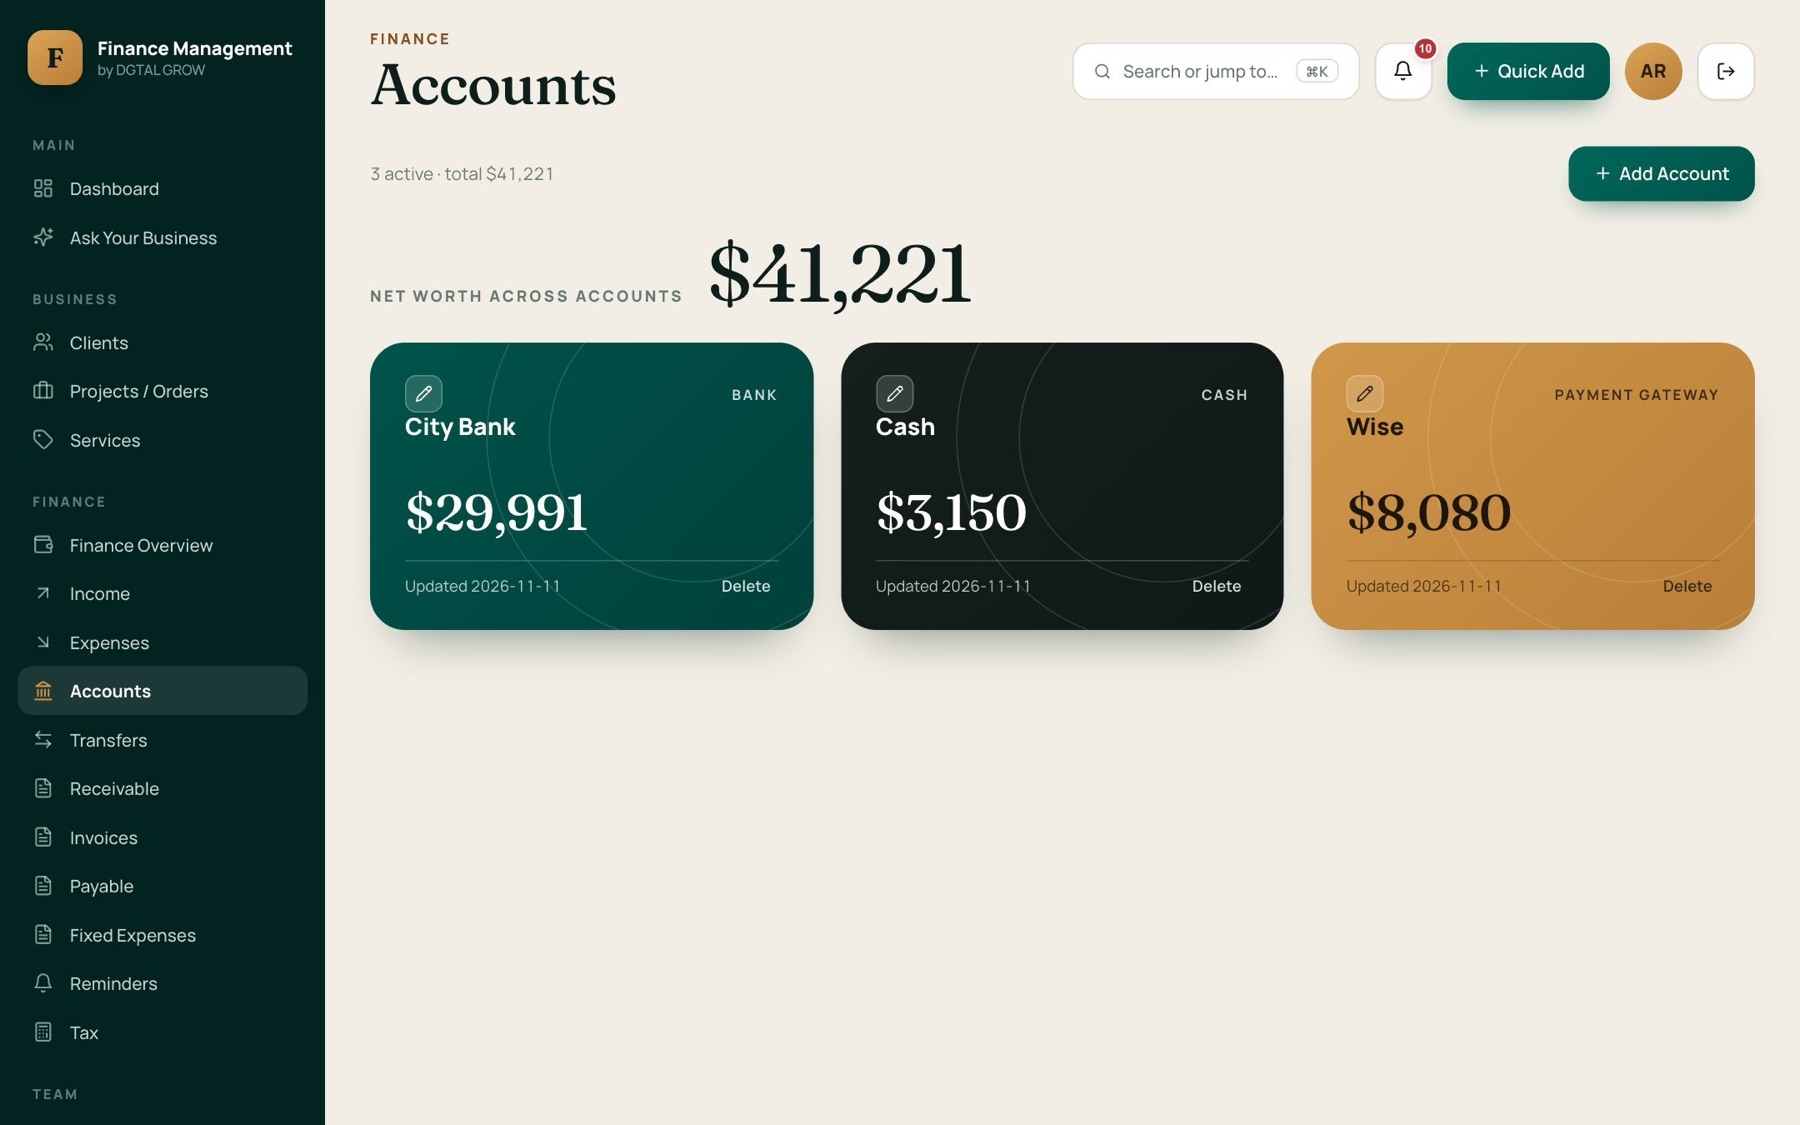 F
Finance Management
by DGTAL GROW
MAIN
Dashboard
Ask Your Business
BUSINESS
Clients
Projects / Orders
Services
FINANCE
Finance Overview
Income
Expenses
Accounts
Transfers
Receivable
Invoices
Payable
Fixed Expenses
Reminders
Tax
TEAM
FINANCE
Accounts
Search or jump to... ⌘K
10
+ Quick Add
AR
3 active · total $41,221
+ Add Account
NET WORTH ACROSS ACCOUNTS $41,221
BANK
City Bank
$29,991
Updated 2026-11-11 Delete
CASH
Cash
$3,150
Updated 2026-11-11 Delete
PAYMENT GATEWAY
Wise
$8,080
Updated 2026-11-11 Delete